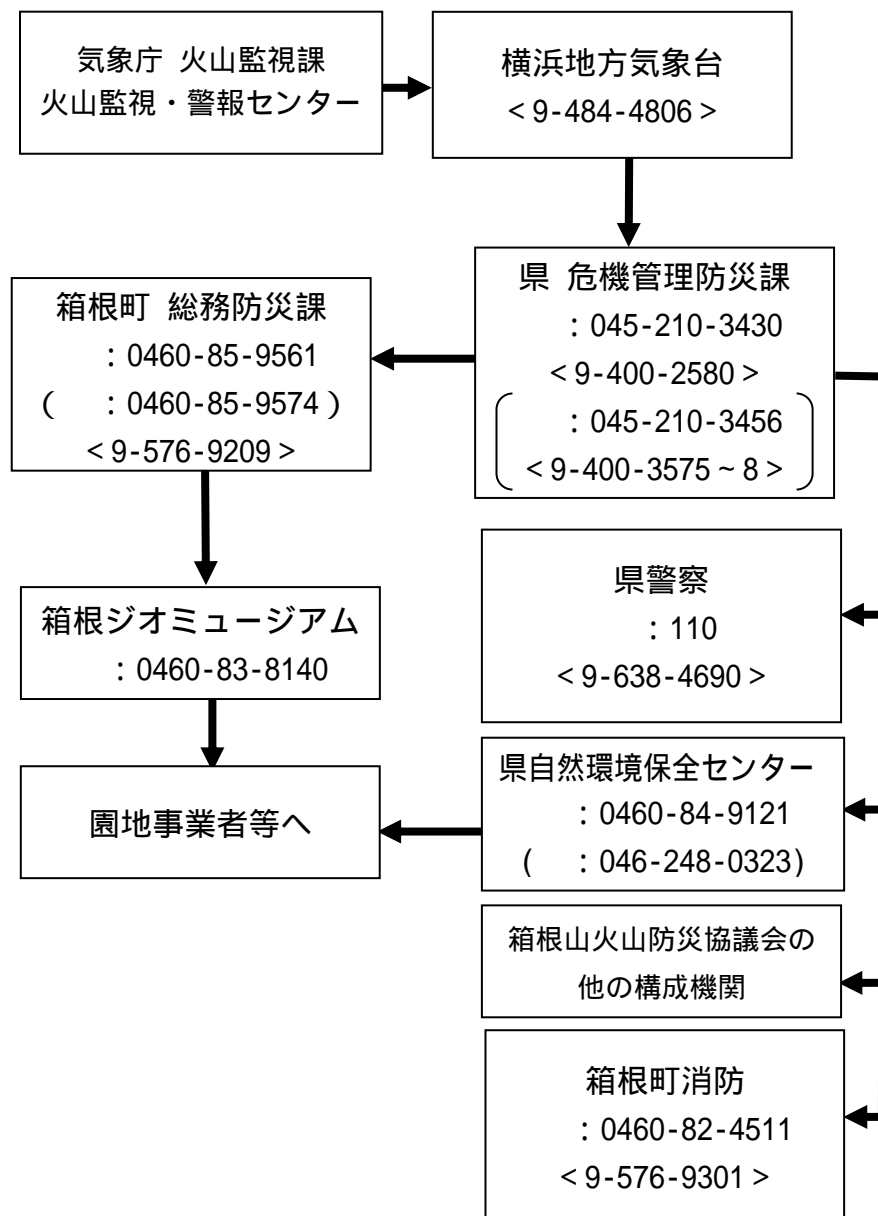 気象庁 火山監視課
火山監視・警報センター
横浜地方気象台
<9-484-4806>
県 危機管理防災課
：045-210-3430
<9-400-2580>
：045-210-3456
<9-400-3575~8>
箱根町 総務防災課
：0460-85-9561
(　：0460-85-9574)
<9-576-9209>
県警察
：110
<9-638-4690>
箱根ジオミュージアム
：0460-83-8140
県自然環境保全センター
：0460-84-9121
(　：046-248-0323)
園地事業者等へ
箱根山火山防災協議会の
他の構成機関
箱根町消防
：0460-82-4511
<9-576-9301>